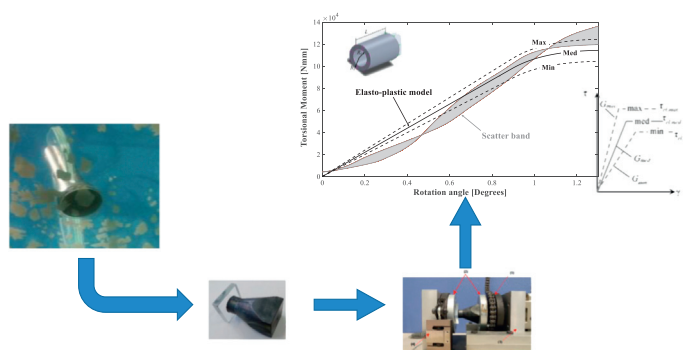 14
×10⁴
12
10
8
6
4
2
0
Torsional Moment [Nmm]
L
Max
Med
Min
Elasto-plastic model
Scatter band
0
0.2
0.4
0.6
0.8
1
1.2
Rotation angle [Degrees]
τ
G
max
med
min
G
G
γ